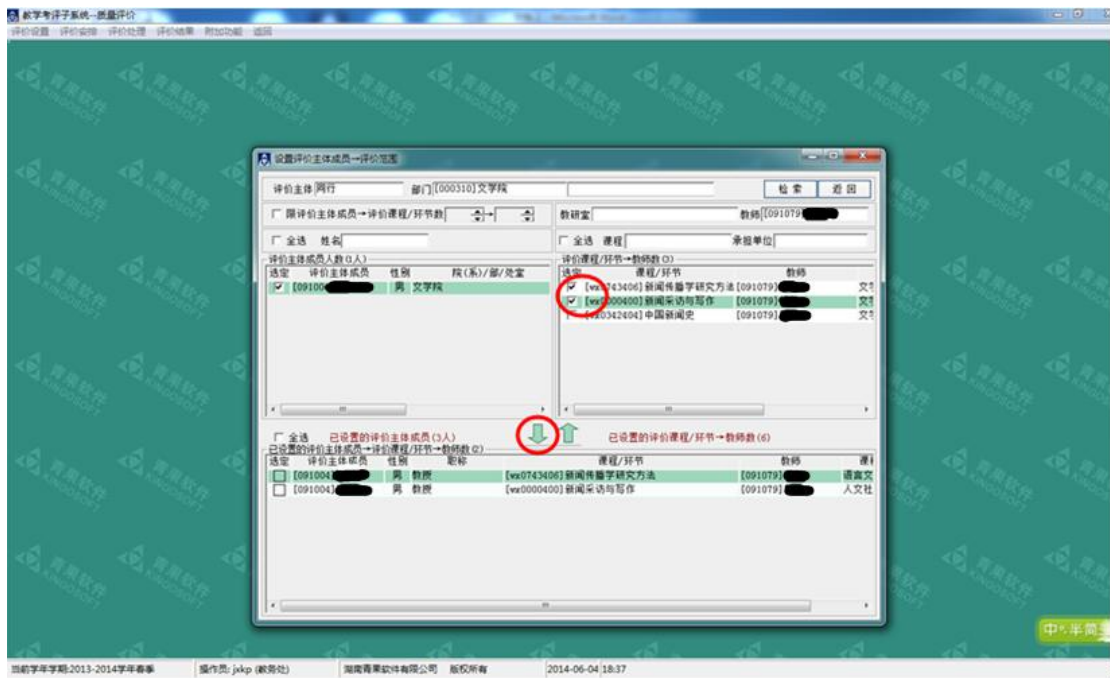 教学考评子系统--质量评价
评价设置 评价安排 评价处理 评价结果 附加功能 返回
设置评价主体成员→评价范围
评价主体 同行 部门 [000310]文学院 检索 返回
限评价主体成员→评价课程/环节数 → 教研室 教师 [091079]
全选 姓名 全选 课程 承担单位
评价主体成员人数(1人) 评价课程/环节→教师数(3)
选定 评价主体成员 性别 院(系)/部/处室 选定 课程/环节 教师
[09100 男 文学院 [wx0743406]新闻传播学研究方法 [091079]
[wx0000400]新闻采访与写作 [091079]
0342404]中国新闻史 [091079]
全选 已设置的评价主体成员(3人) 已设置的评价课程/环节→教师数(6)
已设置的评价主体成员→评价课程/环节→教师数(2)
选定 评价主体成员 性别 职称 课程/环节 教师
[091004] 男 教授 [wx0743406]新闻传播学研究方法 [091079] 语言文
[091004] 男 教授 [wx0000400]新闻采访与写作 [091079] 人文社
中 半 简
当前学年学期:2013-2014学年春季 操作员: jxkp (教务处) 湖南青果软件有限公司 版权所有 2014-06-04 18:37
青果软件
KINGOSOFT